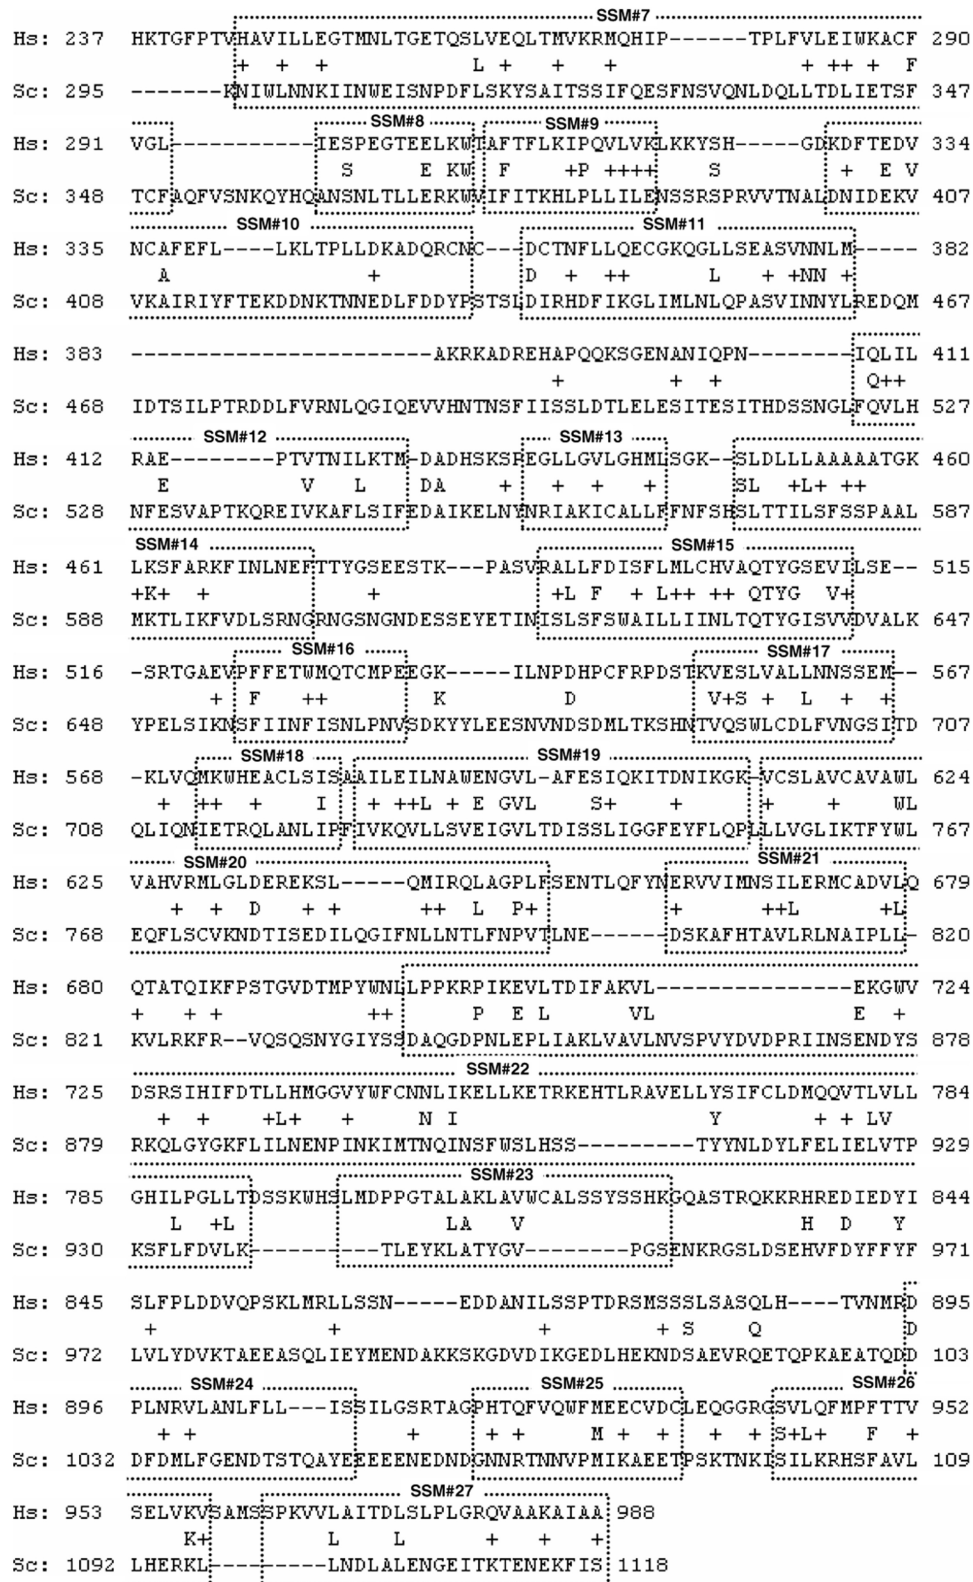 SSM#7
Hs: 237 HKTGFPTVHAVILLEGTMNLTGETQSLVEQLTMVKRMQHIP------TPLFVLEIWKACF 290
+ + + L + + + + ++ + F
Sc: 295 -------KNIWLNNKIINWEISNPDFLSKYSAITSSIFQESFNSVQNLDQLLTDLIETSF 347
SSM#8 SSM#9
Hs: 291 VGL-----------IESPEGTEELKWTAFTFLKIPQVLVKLKKYSH-----GDKDFTEDV 334
S E KW F +P ++++ S + E V
Sc: 348 TCFAQFVSNKQYHQANSNLTLLERKWVIFITKHLPLLILENSSRSPRVVTNALDNIDEKV 407
SSM#10 SSM#11
Hs: 335 NCAFEFL----LKLTPLLDKADQRCNC---DCTNFLLQECGKQGLLSEASVNNLM----- 382
A + D + ++ L + +NN +
Sc: 408 VKAIRIYFTEKDDNKTNNEDLFDDYPSTSLDIRHDFIKGLIMLNLQPASVINNYLREDQM 467
Hs: 383 -----------------------AKRKADREHAPQQKSGENANIQPN--------IQLIL 411
+ + + Q++
Sc: 468 IDTSILPTRDDLFVRNLQGIQEVVHNTNSFIISSLDTLELESITESITHDSSNGLFQVLH 527
SSM#12 SSM#13
Hs: 412 RAE--------PTVTNILKTM-DADHSKSPEGLLGVLGHMLSGK--SLDLLLAAAAATGK 460
E V L DA + + + + SL +L+ ++
Sc: 528 NFESVAPTKQREIVKAFLSIFEDAIKELNYNRIAKICALLFFNFSHSLTTILSFSSPAAL 587
SSM#14 SSM#15
Hs: 461 LKSFARKFINLNEFTTYGSEESTK---PASVRALLFDISFLMLCHVAQTYGSEVILSE-- 515
+K+ + + +L F + L++ ++ QTYG V+
Sc: 588 MKTLIKFVDLSRNGRNGSNGNDESSEYETINISLSFSWAILLIINLTQTYGISVVDVALK 647
SSM#16 SSM#17
Hs: 516 -SRTGAEVPFFETWMQTCMPEEGK-----ILNPDHPCFRPDSTKVESLVALLNNSSEM-- 567
+ F ++ K D V+S + L + +
Sc: 648 YPELSIKNSFIINFISNLPNVSDKYYLEESNVNDSDMLTKSHNTVQSWLCDLFVNGSITD 707
SSM#18 SSM#19
Hs: 568 -KLVQMKWHEACLSISAAILEILNAWENGVL-AFESIQKITDNIKGK-VCSLAVCAVAWL 624
+ ++ + I + ++L + E GVL S+ + + + WL
Sc: 708 QLIQNIETRQLANLIPFIVKQVLLSVEIGVLTDISSLIGGFEYFLQPLLLVGLIKTFYWL 767
SSM#20 SSM#21
Hs: 625 VAHVRMLGLDEREKSL-----QMIRQLAGPLFSENTLQFYNERVVIMNSILERMCADVLQ 679
+ + D + + ++ L P+ + ++L +L
Sc: 768 EQFLSCVKNDTISEDILQGIFNLLNTLFNPVTLNE------DSKAFHTAVLRLNAIPLL- 820
Hs: 680 QTATQIKFPSTGVDTMPYWNLLPPKRPIKEVLTDIFAKVL---------------EKGWV 724
+ + + ++ P E L VL E +
Sc: 821 KVLRKFR--VQSQSNYGIYSSDAQGDPNLEPLIAKLVAVLNVSPVYDVDPRIINSENDYS 878
SSM#22
Hs: 725 DSRSIHIFDTLLHMGGVYWFCNNLIKELLKETRKEHTLRAVELLYSIFCLDMQQVTLVLL 784
+ + +L+ + N I Y + + LV
Sc: 879 RKQLGYGKFLILNENPINKIMTNQINSFWSLHSS---------TYYNLDYLFELIELVTP 929
SSM#23
Hs: 785 GHILPGLLTDSSKWHSLMDPPGTALAKLAVWCALSSYSSHKGQASTRQKKRHREDIEDYI 844
L +L LA V H D Y
Sc: 930 KSFLFDVLK----------TLEYKLATYGV--------PGSENKRGSLDSEHVFDYFFYF 971
Hs: 845 SLFPLDDVQPSKLMRLLSSN-----EDDANILSSPTDRSMSSSLSASQLH----TVNMRD 895
+ + + + S Q D
Sc: 972 LVLYDVKTAEEASQLIEYMENDAKKSKGDVDIKGEDLHEKNDSAEVRQETQPKAEATQDD 103
SSM#24 SSM#25 SSM#26
Hs: 896 PLNRVLANLFLL---ISSILGSRTAGPHTQFVQWFMEECVDCLEQGGRGSVLQFMPFTTV 952
+ + + + M + + + + S+L+ F +
Sc: 1032 DFDMLFGENDTSTQAYEEEEENEDNDGNNRTNNVPMIKAEETPSKTNKISILKRHSFAVL 109
SSM#27
Hs: 953 SELVKVSAMSSPKVVLAITDLSLPLGRQVAAKAIAA 988
K+ L L + + +
Sc: 1092 LHERKL---------LNDLALENGEITKTENEKFIS 1118